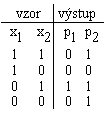 vzor výstup
x1 x2 p1 p2
1 1 0 1
1 0 0 0
0 1 1 1
0 0 0 1